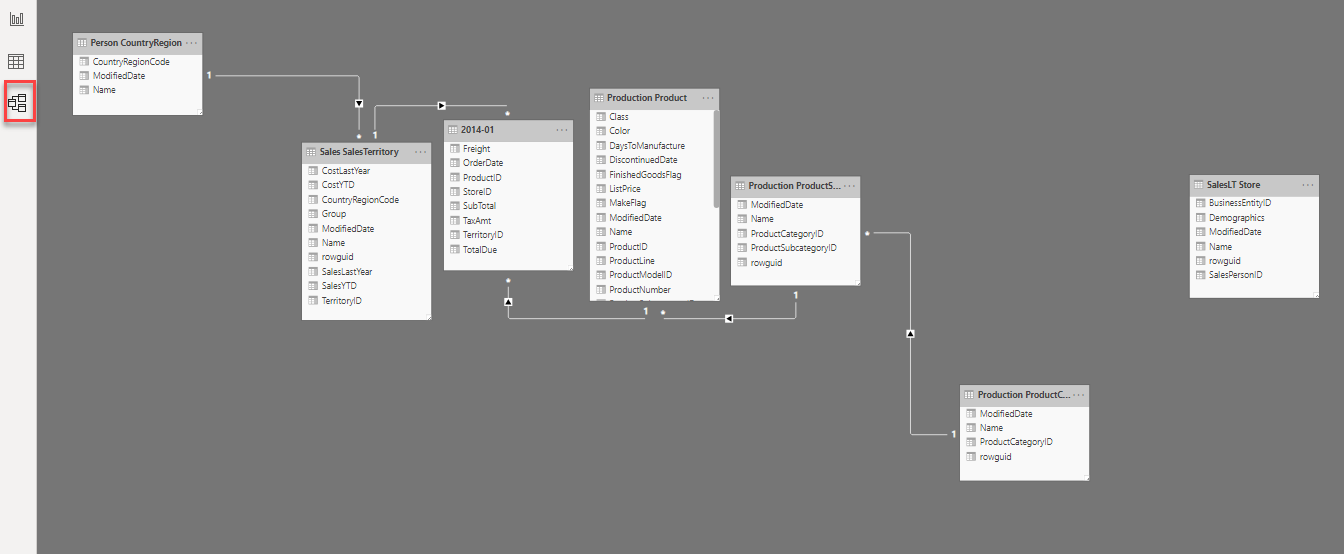 Person CountryRegion ...
CountryRegionCode
ModifiedDate
Name
1
1
Sales SalesTerritory ...
CostLastYear
CostYTD
CountryRegionCode
Group
ModifiedDate
Name
rowguid
SalesLastYear
SalesYTD
TerritoryID
2014-01 ...
Freight
OrderDate
ProductID
StoreID
SubTotal
TaxAmt
TerritoryID
TotalDue
Production Product ...
Class
Color
DaysToManufacture
DiscontinuedDate
FinishedGoodsFlag
ListPrice
MakeFlag
ModifiedDate
Name
ProductID
ProductLine
ProductModelID
ProductNumber
1
Production ProductS... ...
ModifiedDate
Name
ProductCategoryID
ProductSubcategoryID
rowguid
1
SalesLT Store ...
BusinessEntityID
Demographics
ModifiedDate
Name
rowguid
SalesPersonID
1
Production ProductC... ...
ModifiedDate
Name
ProductCategoryID
rowguid